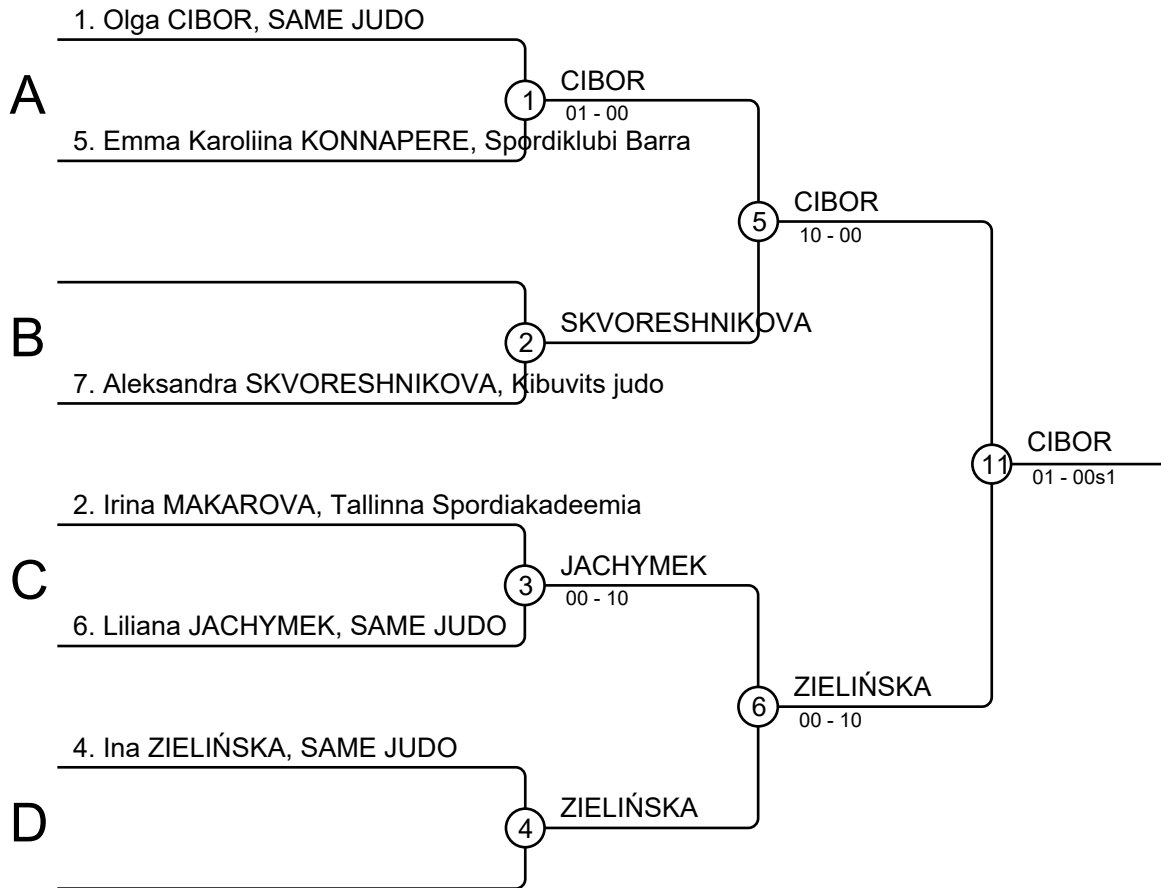 1. Olga CIBOR, SAME JUDO
A
1
CIBOR
01 - 00
5. Emma Karoliina KONNAPERE, Spordiklubi Barra
5
CIBOR
10 - 00
B
2
SKVORESHNIKOVA
7. Aleksandra SKVORESHNIKOVA, Kibuvits judo
11
CIBOR
01 - 00s1
2. Irina MAKAROVA, Tallinna Spordiakadeemia
C
3
JACHYMEK
00 - 10
6. Liliana JACHYMEK, SAME JUDO
6
ZIELIŃSKA
00 - 10
4. Ina ZIELIŃSKA, SAME JUDO
D
4
ZIELIŃSKA